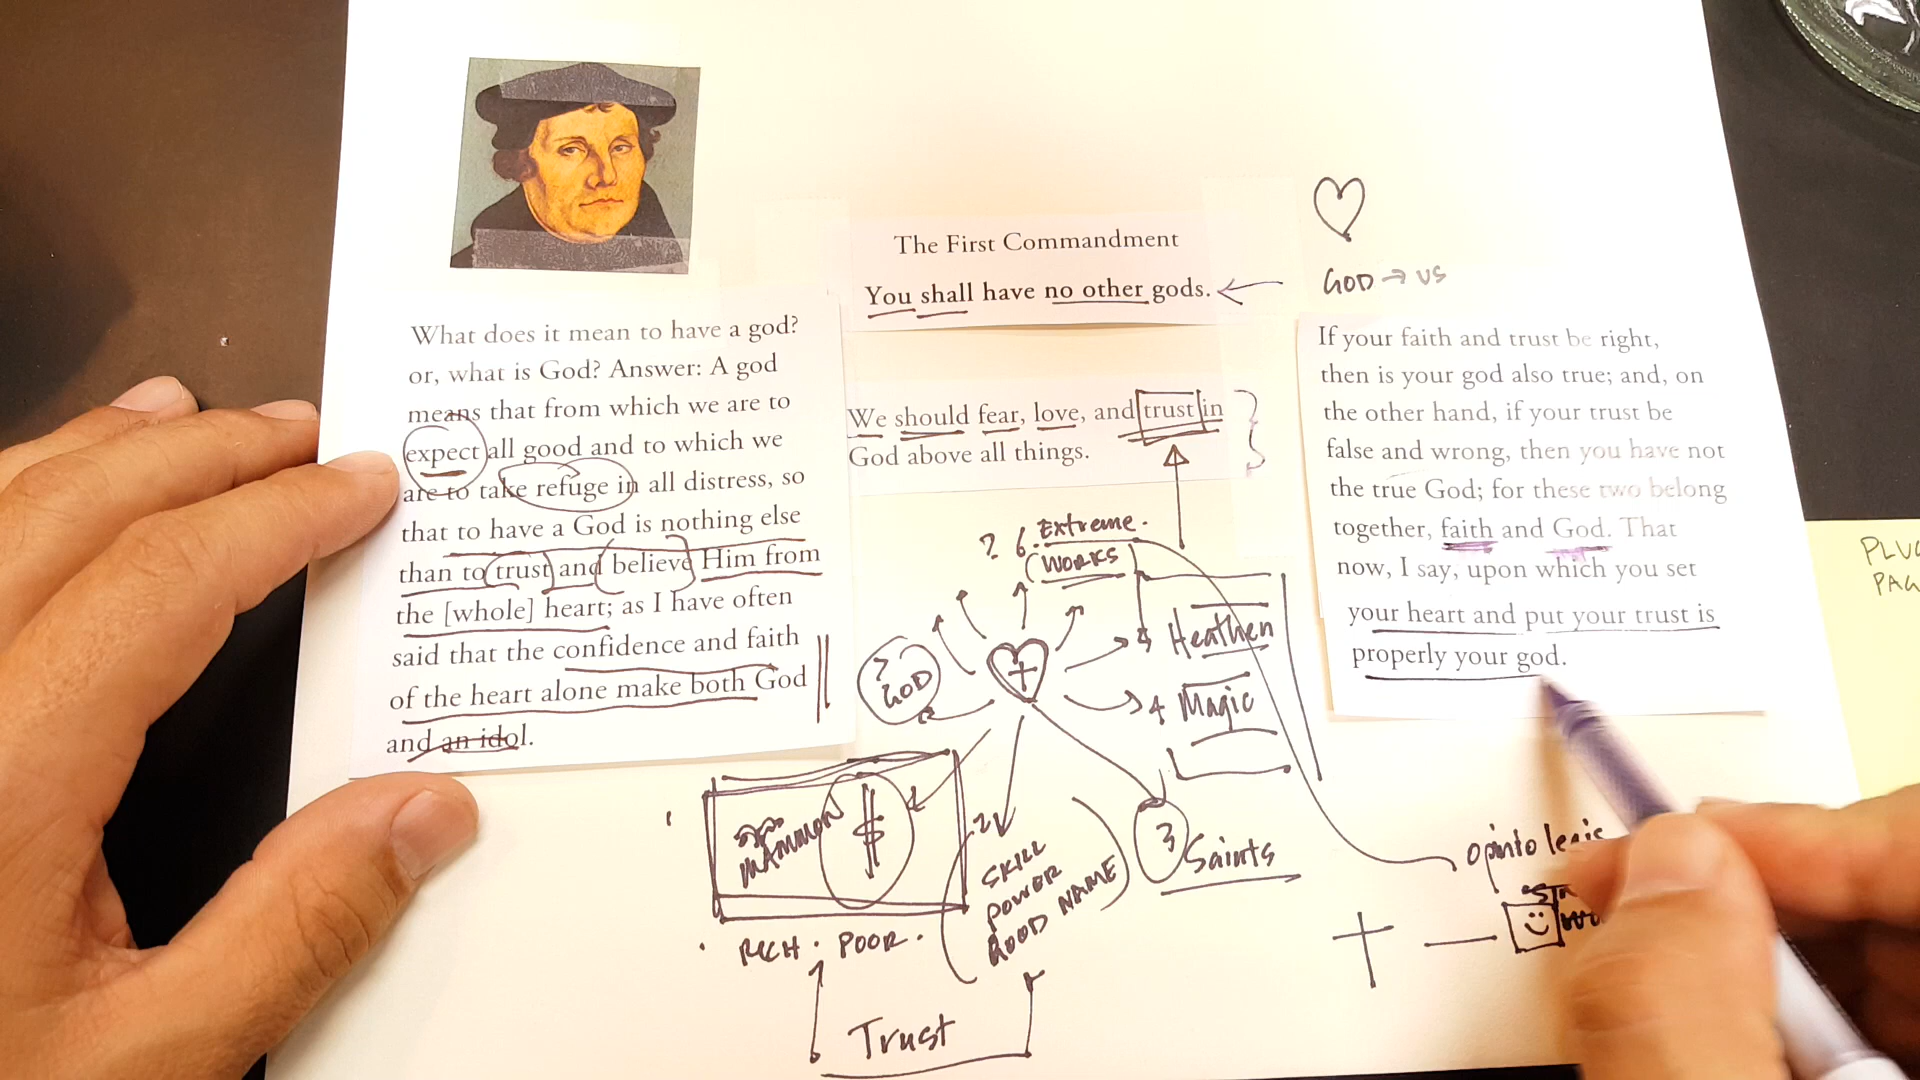 The First Commandment
You shall have no other gods.
GOD → US
What does it mean to have a god?
or, what is God? Answer: A god
means that from which we are to
expect all good and to which we
are to take refuge in all distress, so
that to have a God is nothing else
than to trust and believe Him from
the [whole] heart; as I have often
said that the confidence and faith
of the heart alone make both God
and an idol.
We should fear, love, and trust in
God above all things.
If your faith and trust be right,
then is your god also true; and, on
the other hand, if your trust be
false and wrong, then you have not
the true God; for these two belong
together, faith and God. That
now, I say, upon which you set
your heart and put your trust is
properly your god.
? 6. Extreme.
WORKS
5 Heathen
4 Magic
3 Saints
? GOD
MAMMON $
2
SKILL
POWER
GOOD NAME
RICH . POOR .
Trust
opinto legis
PLUG
PAG